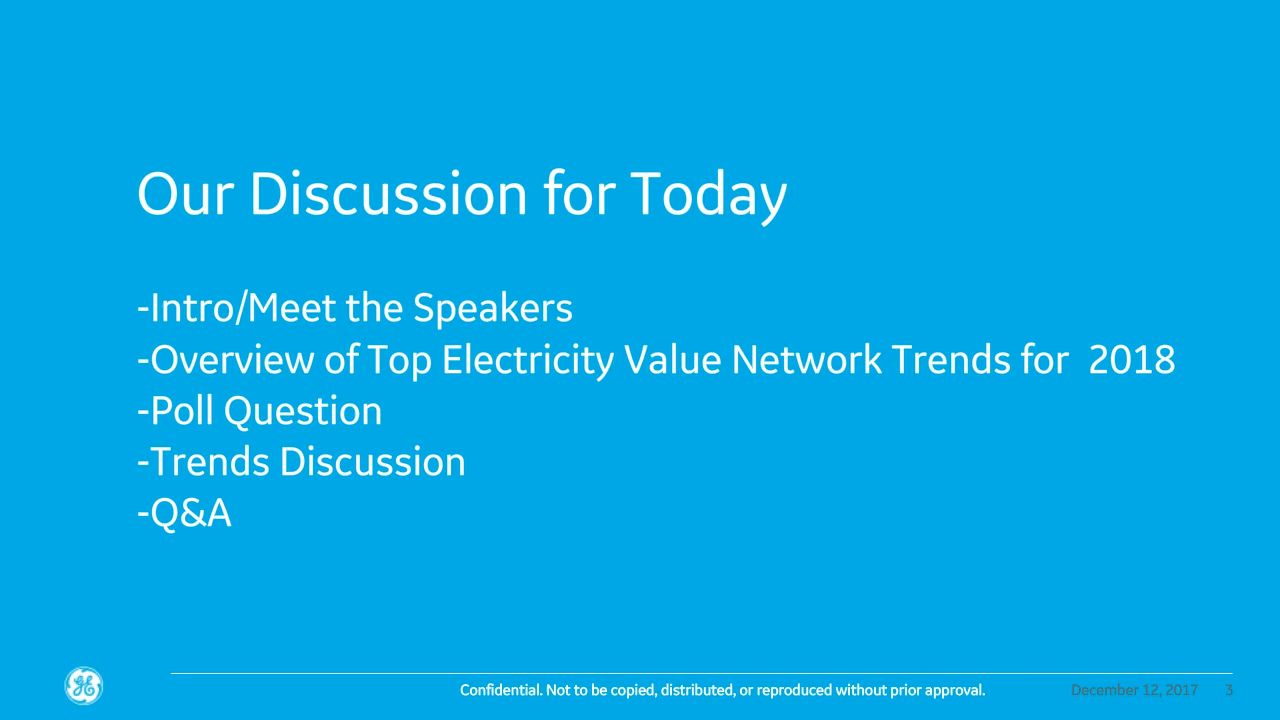 Our Discussion for Today
-Intro/Meet the Speakers
-Overview of Top Electricity Value Network Trends for  2018
-Poll Question
-Trends Discussion
-Q&A
Confidential. Not to be copied, distributed, or reproduced without prior approval.
December 12, 2017
3